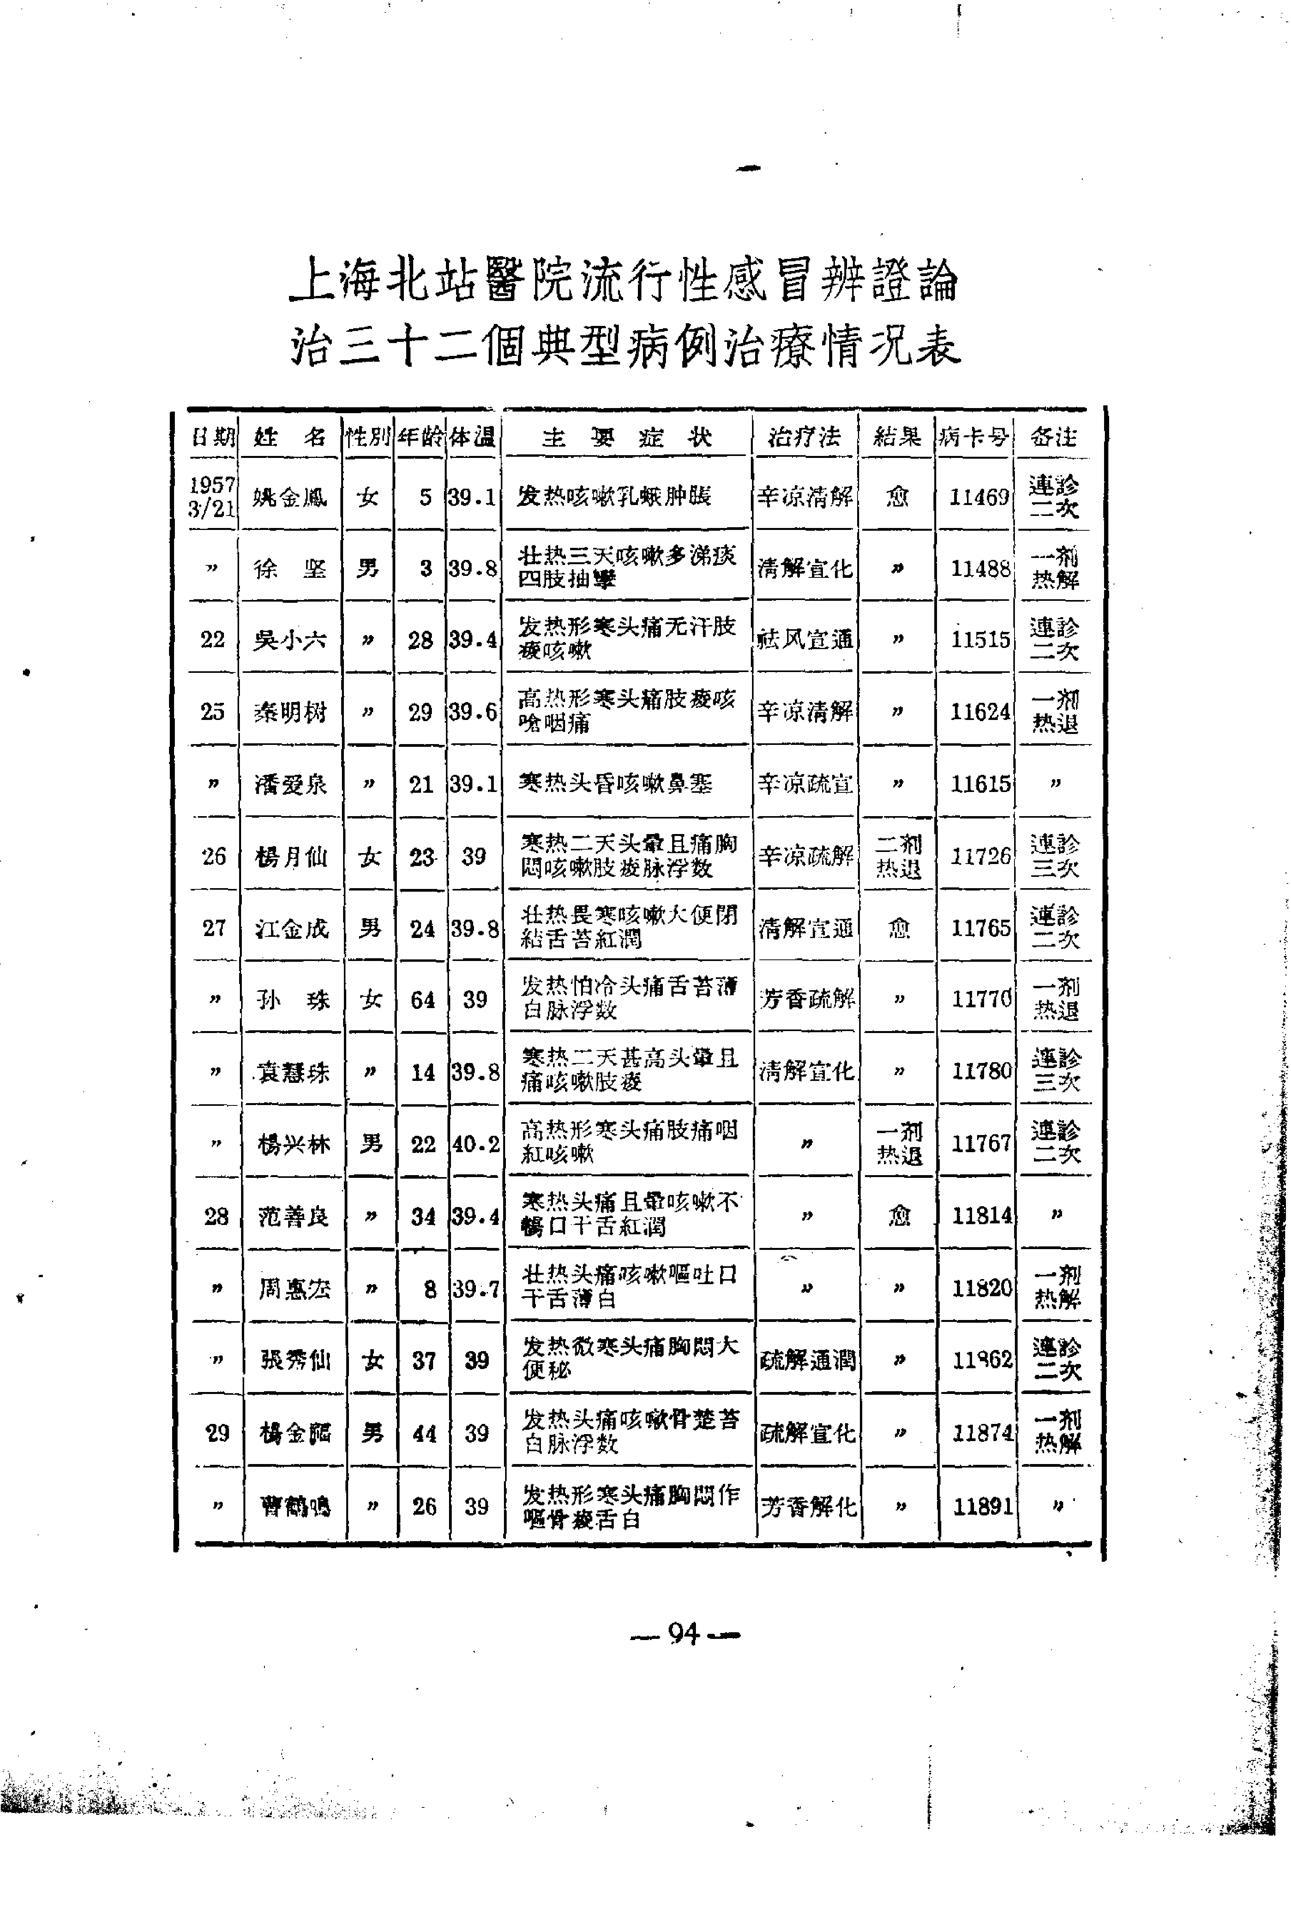 上海北站醫院流行性感冒辨證論
治三十二個典型病例治療情况表
日期 姓名 性別 年龄 体温 主要症状 治疗法 結果 病卡号 备注
1957 3/21 姚金鳳 女 5 39.1 发热咳嗽乳蛾肿脹 辛凉清解 愈 11469 連診二次
〃 徐坚 男 3 39.8 壮热三天咳嗽多涕痰四肢抽攣 清解宣化 〃 11488 一剂热解
22 吳小六 〃 28 39.4 发热形寒头痛无汗肢痠咳嗽 祛风宣通 〃 11515 連診二次
25 秦明树 〃 29 39.6 高热形寒头痛肢痠咳嗆咽痛 辛凉清解 〃 11624 一剂热退
〃 潘爱泉 〃 21 39.1 寒热头昏咳嗽鼻塞 辛凉疏宣 〃 11615 〃
26 楊月仙 女 23 39 寒热二天头暈且痛胸悶咳嗽肢痠脉浮数 辛凉疏解 二剂热退 11726 連診三次
27 江金成 男 24 39.8 壮热畏寒咳嗽大便閉結舌苔紅潤 清解宣通 愈 11765 連診二次
〃 孙珠 女 64 39 发热怕冷头痛舌苔薄白脉浮数 芳香疏解 〃 11770 一剂热退
〃 袁慧珠 〃 14 39.8 寒热二天甚高头暈且痛咳嗽肢痠 清解宣化 〃 11780 連診三次
〃 楊兴林 男 22 40.2 高热形寒头痛肢痛咽紅咳嗽 〃 一剂热退 11767 連診二次
28 范善良 〃 34 39.4 寒热头痛且暈咳嗽不暢口干舌紅潤 〃 愈 11814 〃
〃 周惠宏 〃 8 39.7 壮热头痛咳嗽嘔吐口干舌薄白 〃 〃 11820 一剂热解
〃 張秀仙 女 37 39 发热微寒头痛胸悶大便秘 疏解通潤 〃 11862 連診二次
29 楊金 男 44 39 发热头痛咳嗽骨楚苔白脉浮数 疏解宣化 〃 11874 一剂热解
〃 曹鶴鳴 〃 26 39 发热形寒头痛胸悶作嘔骨痠舌白 芳香解化 〃 11891 〃
—94—